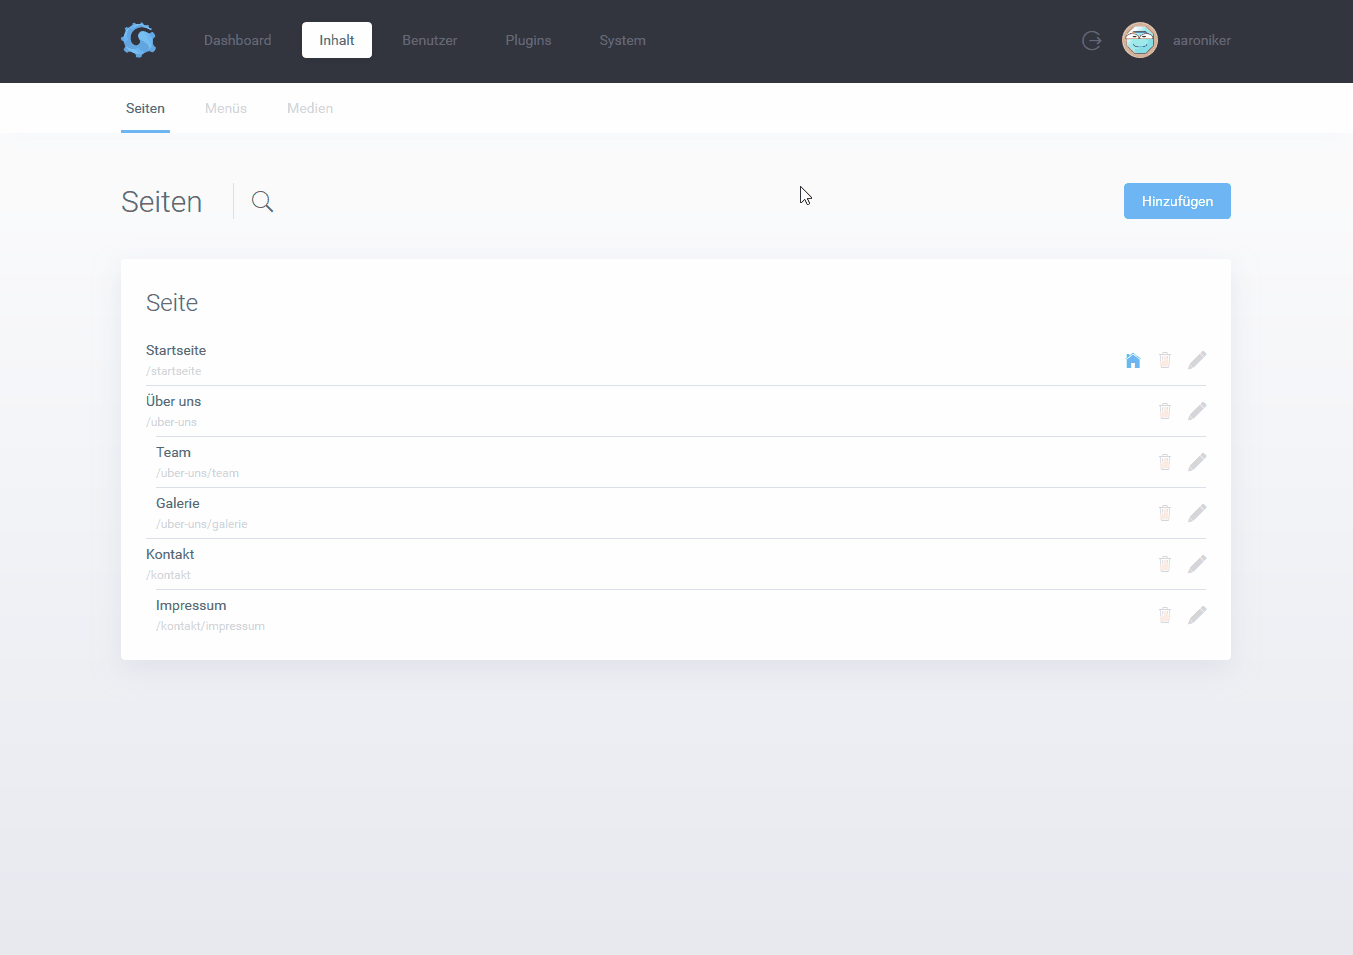 Dashboard Inhalt Benutzer Plugins System aaroniker
Seiten Menüs Medien
Seiten Hinzufügen
Seite
Startseite
/startseite
Über uns
/uber-uns
Team
/uber-uns/team
Galerie
/uber-uns/galerie
Kontakt
/kontakt
Impressum
/kontakt/impressum